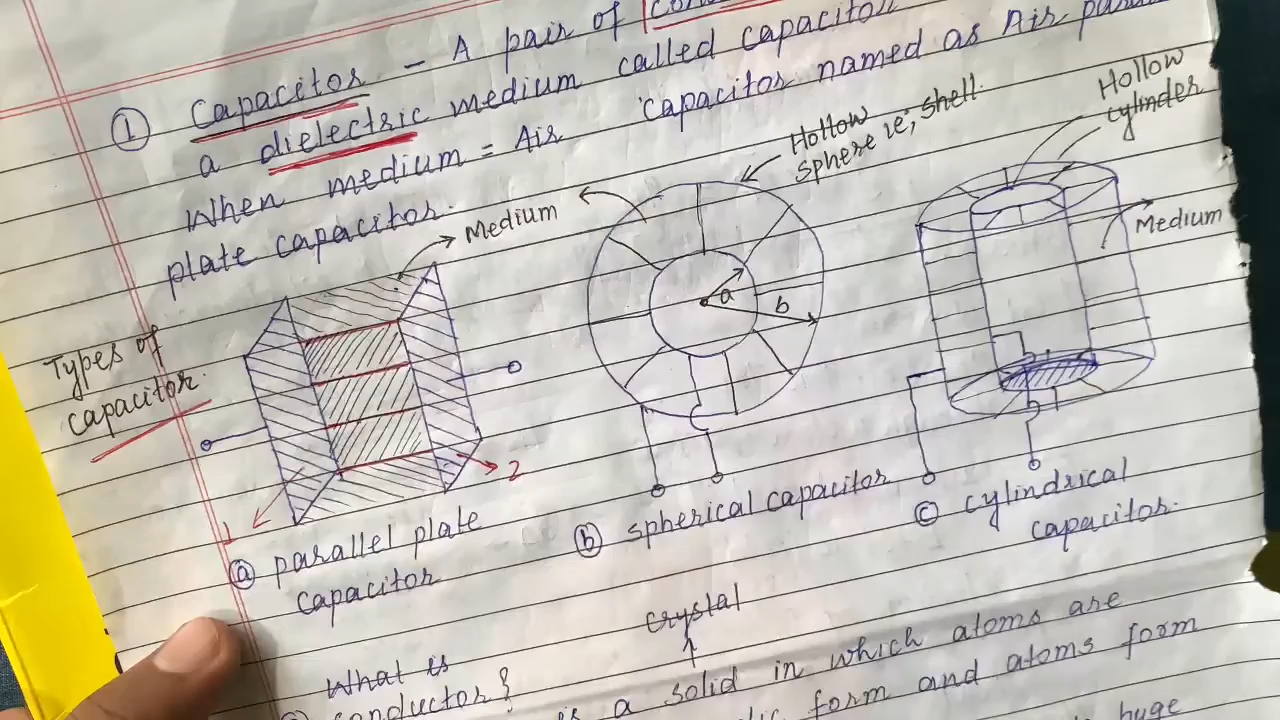 ① Capacitor – A pair of
a dielectric medium called capacitor
When medium = Air Capacitor named as Air
plate capacitor.
Types of
capacitor.
Medium
1
2
ⓐ parallel plate
capacitor
Hollow
sphere ie; shell.
a
b
ⓑ spherical capacitor
Hollow
cylinder
Medium
ⓒ cylindrical
capacitor.
crystal
What is
conductor?
is a solid in which atoms are
form and atoms form
huge